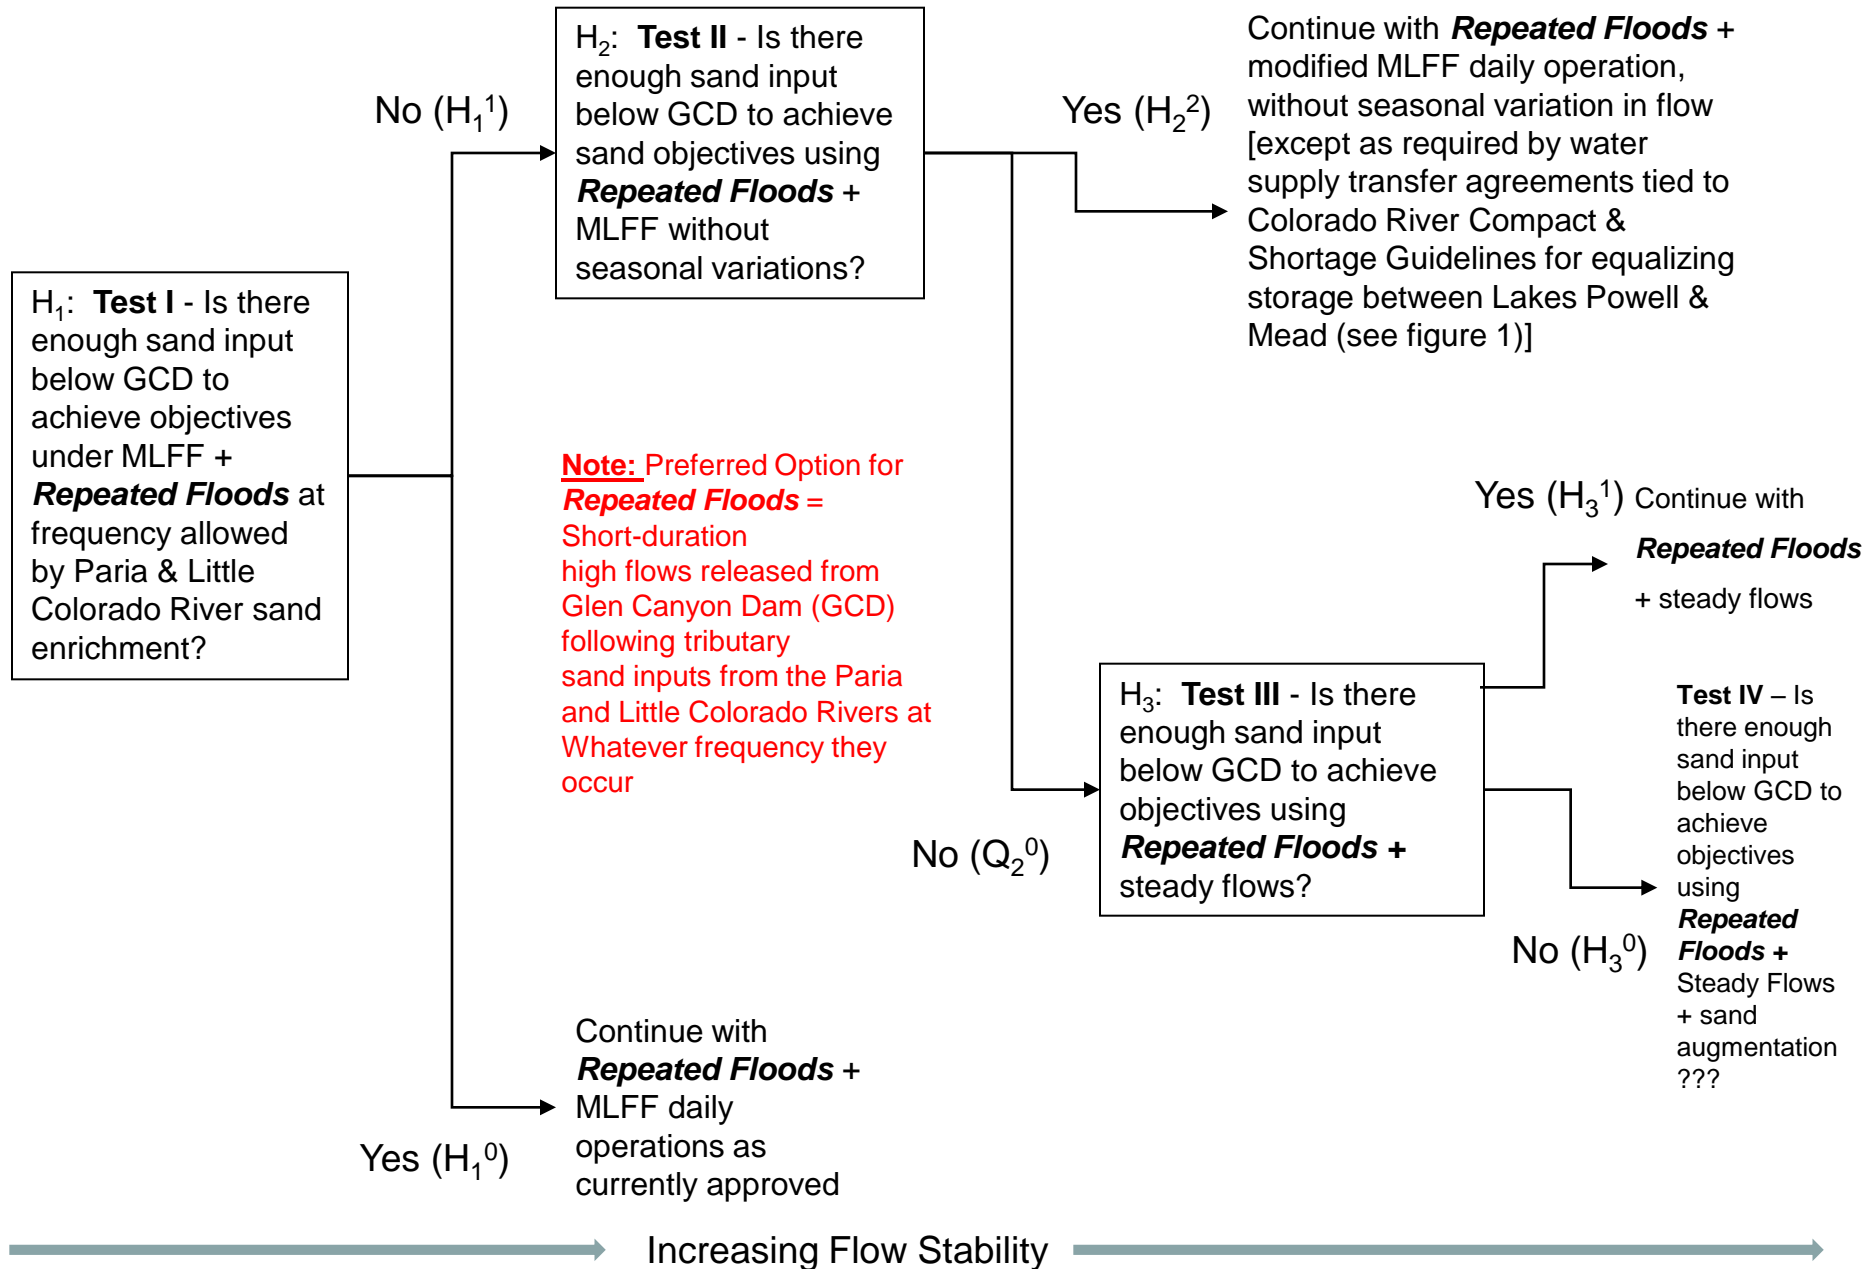 H₁: Test I - Is there
enough sand input
below GCD to
achieve objectives
under MLFF +
Repeated Floods at
frequency allowed
by Paria & Little
Colorado River sand
enrichment?
No (H₁¹)
H₂: Test II - Is there
enough sand input
below GCD to achieve
sand objectives using
Repeated Floods +
MLFF without
seasonal variations?
Yes (H₂²)
Continue with Repeated Floods +
modified MLFF daily operation,
without seasonal variation in flow
[except as required by water
supply transfer agreements tied to
Colorado River Compact &
Shortage Guidelines for equalizing
storage between Lakes Powell &
Mead (see figure 1)]
Note: Preferred Option for
Repeated Floods =
Short-duration
high flows released from
Glen Canyon Dam (GCD)
following tributary
sand inputs from the Paria
and Little Colorado Rivers at
Whatever frequency they
occur
No (Q₂⁰)
H₃: Test III - Is there
enough sand input
below GCD to achieve
objectives using
Repeated Floods +
steady flows?
Yes (H₃¹) Continue with
Repeated Floods
+ steady flows
No (H₃⁰)
Test IV – Is
there enough
sand input
below GCD to
achieve
objectives
using
Repeated
Floods +
Steady Flows
+ sand
augmentation
???
Yes (H₁⁰)
Continue with
Repeated Floods +
MLFF daily
operations as
currently approved
Increasing Flow Stability